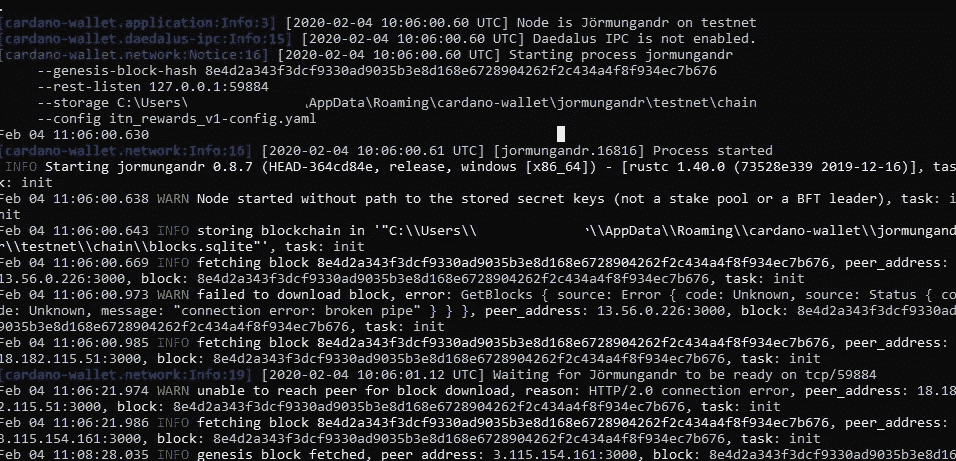 [cardano-wallet.application:Info:3] [2020-02-04 10:06:00.60 UTC] Node is Jörmungandr on testnet
[cardano-wallet.daedalus-ipc:Info:15] [2020-02-04 10:06:00.60 UTC] Daedalus IPC is not enabled.
[cardano-wallet.network:Notice:16] [2020-02-04 10:06:00.60 UTC] Starting process jormungandr
--genesis-block-hash 8e4d2a343f3dcf9330ad9035b3e8d168e6728904262f2c434a4f8f934ec7b676
--rest-listen 127.0.0.1:59884
--storage C:\Users\ AppData\Roaming\cardano-wallet\jormungandr\testnet\chain
--config itn_rewards_v1-config.yaml
Feb 04 11:06:00.630
[cardano-wallet.network:Info:16] [2020-02-04 10:06:00.61 UTC] [jormungandr.16816] Process started
INFO Starting jormungandr 0.8.7 (HEAD-364cd84e, release, windows [x86_64]) - [rustc 1.40.0 (73528e339 2019-12-16)], tas
k: init
Feb 04 11:06:00.638 WARN Node started without path to the stored secret keys (not a stake pool or a BFT leader), task: i
nit
Feb 04 11:06:00.643 INFO storing blockchain in '"C:\\Users\\ \\AppData\\Roaming\\cardano-wallet\\jormungand
r\\testnet\\chain\\blocks.sqlite"', task: init
Feb 04 11:06:00.669 INFO fetching block 8e4d2a343f3dcf9330ad9035b3e8d168e6728904262f2c434a4f8f934ec7b676, peer_address:
13.56.0.226:3000, block: 8e4d2a343f3dcf9330ad9035b3e8d168e6728904262f2c434a4f8f934ec7b676, task: init
Feb 04 11:06:00.973 WARN failed to download block, error: GetBlocks { source: Error { code: Unknown, source: Status { co
de: Unknown, message: "connection error: broken pipe" } } }, peer_address: 13.56.0.226:3000, block: 8e4d2a343f3dcf9330ad
9035b3e8d168e6728904262f2c434a4f8f934ec7b676, task: init
Feb 04 11:06:00.985 INFO fetching block 8e4d2a343f3dcf9330ad9035b3e8d168e6728904262f2c434a4f8f934ec7b676, peer_address:
18.182.115.51:3000, block: 8e4d2a343f3dcf9330ad9035b3e8d168e6728904262f2c434a4f8f934ec7b676, task: init
[cardano-wallet.network:Info:19] [2020-02-04 10:06:01.12 UTC] Waiting for Jörmungandr to be ready on tcp/59884
Feb 04 11:06:21.974 WARN unable to reach peer for block download, reason: HTTP/2.0 connection error, peer_address: 18.18
2.115.51:3000, block: 8e4d2a343f3dcf9330ad9035b3e8d168e6728904262f2c434a4f8f934ec7b676, task: init
Feb 04 11:06:21.986 INFO fetching block 8e4d2a343f3dcf9330ad9035b3e8d168e6728904262f2c434a4f8f934ec7b676, peer_address:
3.115.154.161:3000, block: 8e4d2a343f3dcf9330ad9035b3e8d168e6728904262f2c434a4f8f934ec7b676, task: init
Feb 04 11:08:28.035 INFO genesis block fetched, peer_address: 3.115.154.161:3000, block: 8e4d2a343f3dcf9330ad9035b3e8d16